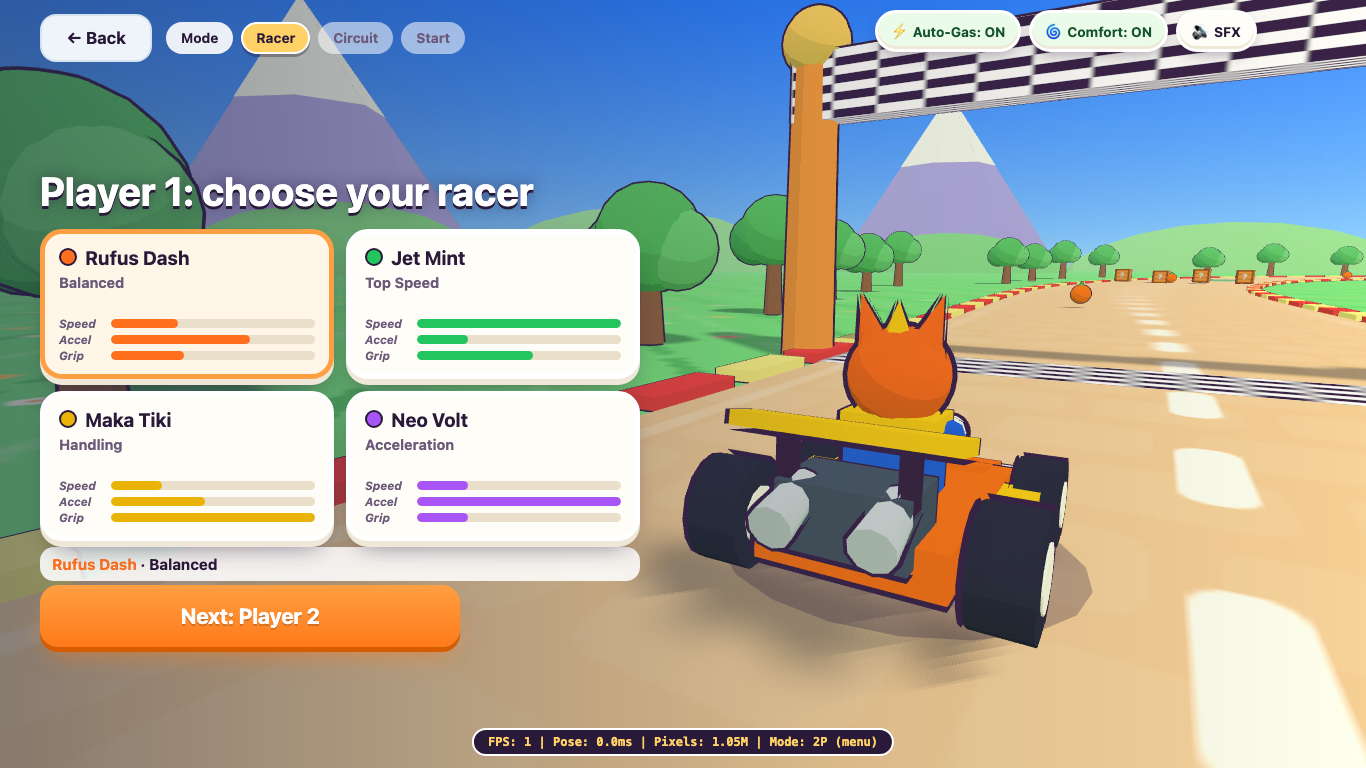 ← Back
Mode
Racer
Circuit
Start
⚡ Auto-Gas: ON
🌀 Comfort: ON
🔈 SFX
Player 1: choose your racer
Rufus Dash
Balanced
Speed
Accel
Grip
Jet Mint
Top Speed
Speed
Accel
Grip
Maka Tiki
Handling
Speed
Accel
Grip
Neo Volt
Acceleration
Speed
Accel
Grip
Rufus Dash · Balanced
Next: Player 2
FPS: 1 | Pose: 0.0ms | Pixels: 1.05M | Mode: 2P (menu)